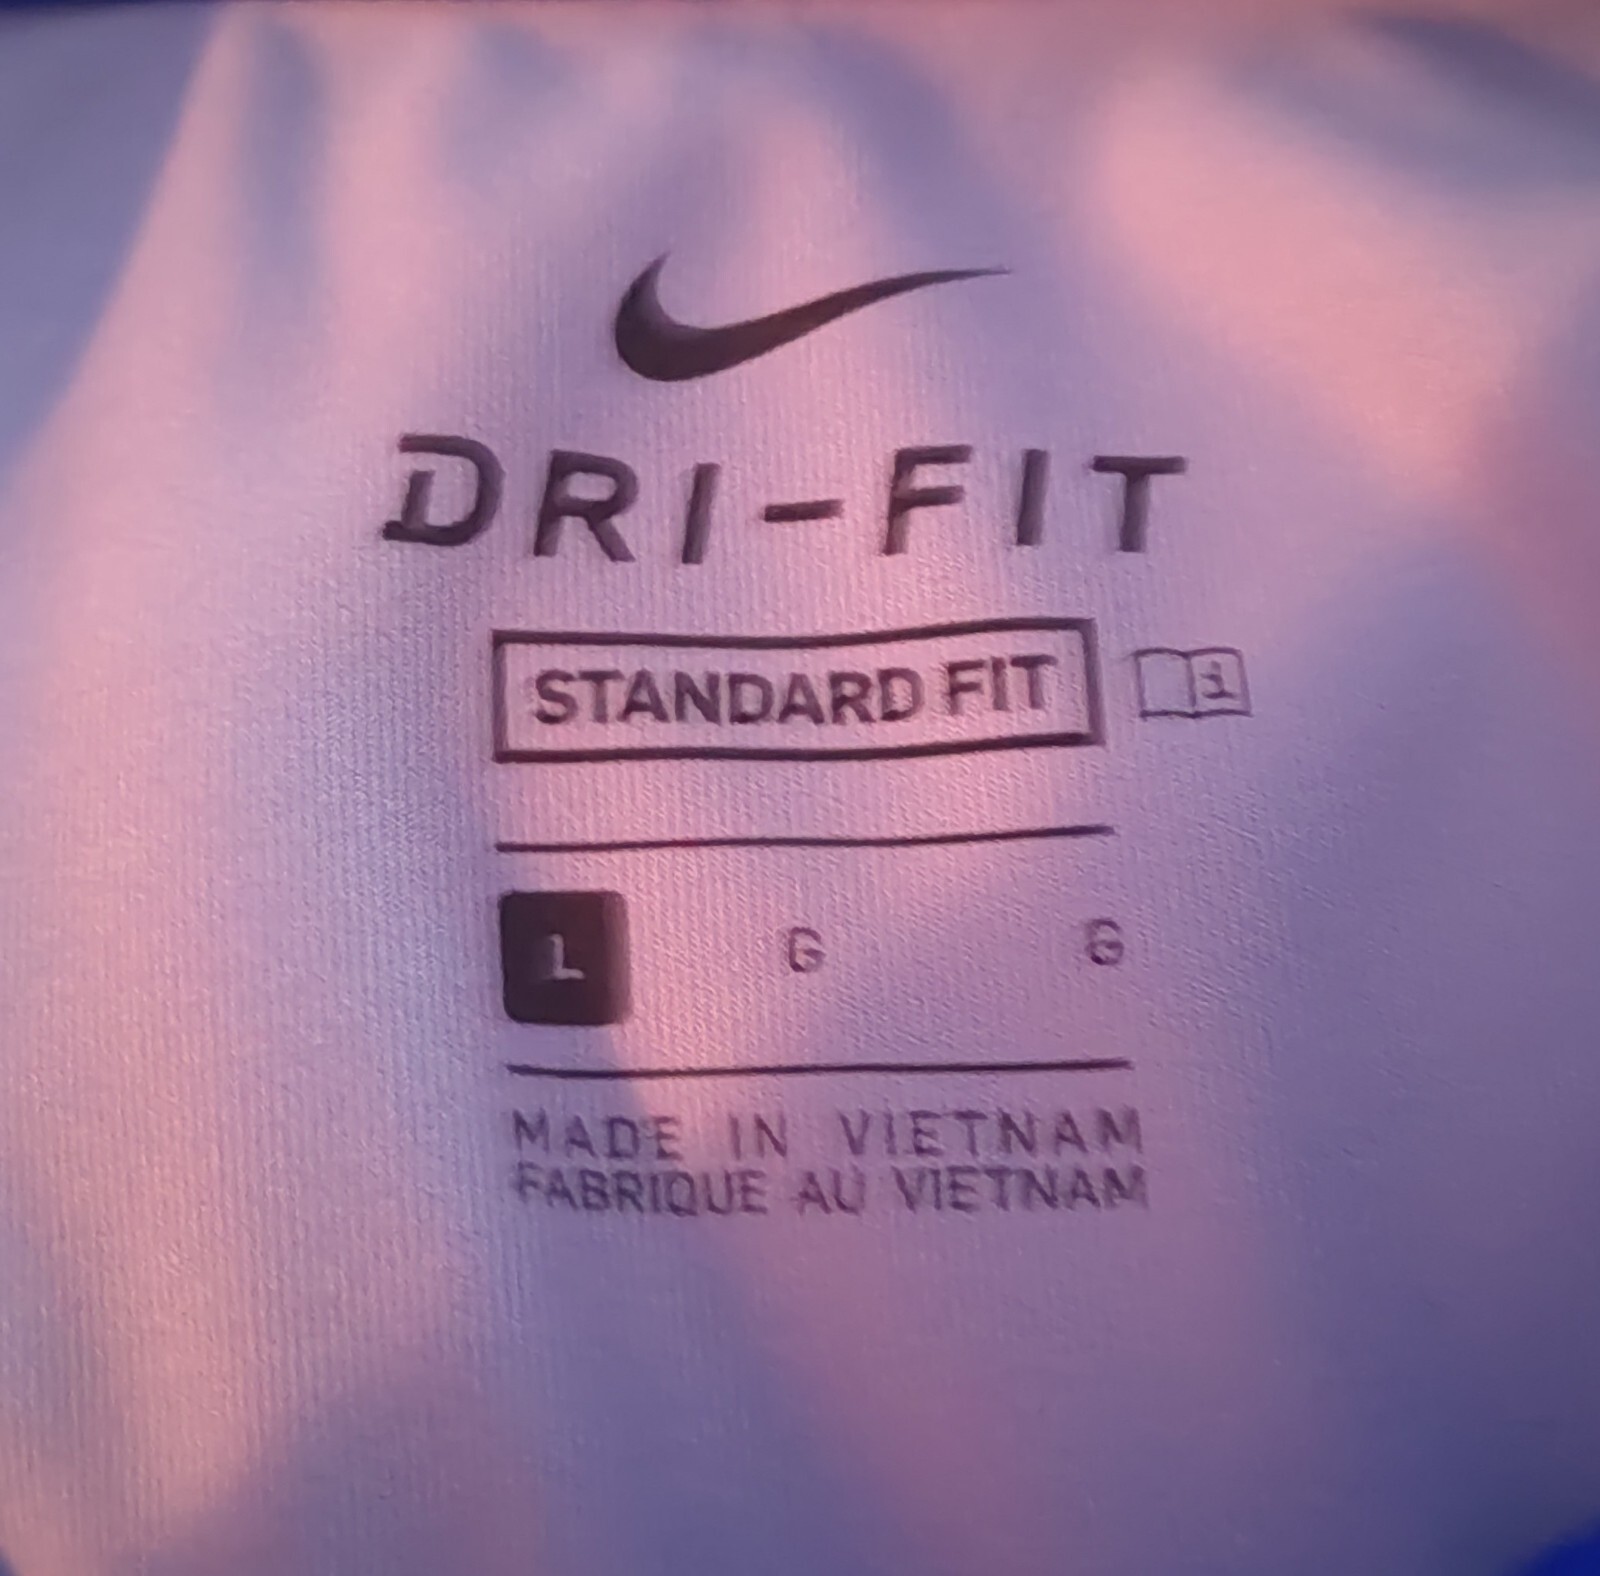 DRI-FIT
STANDARD FIT i
L G G
MADE IN VIETNAM
FABRIQUE AU VIETNAM